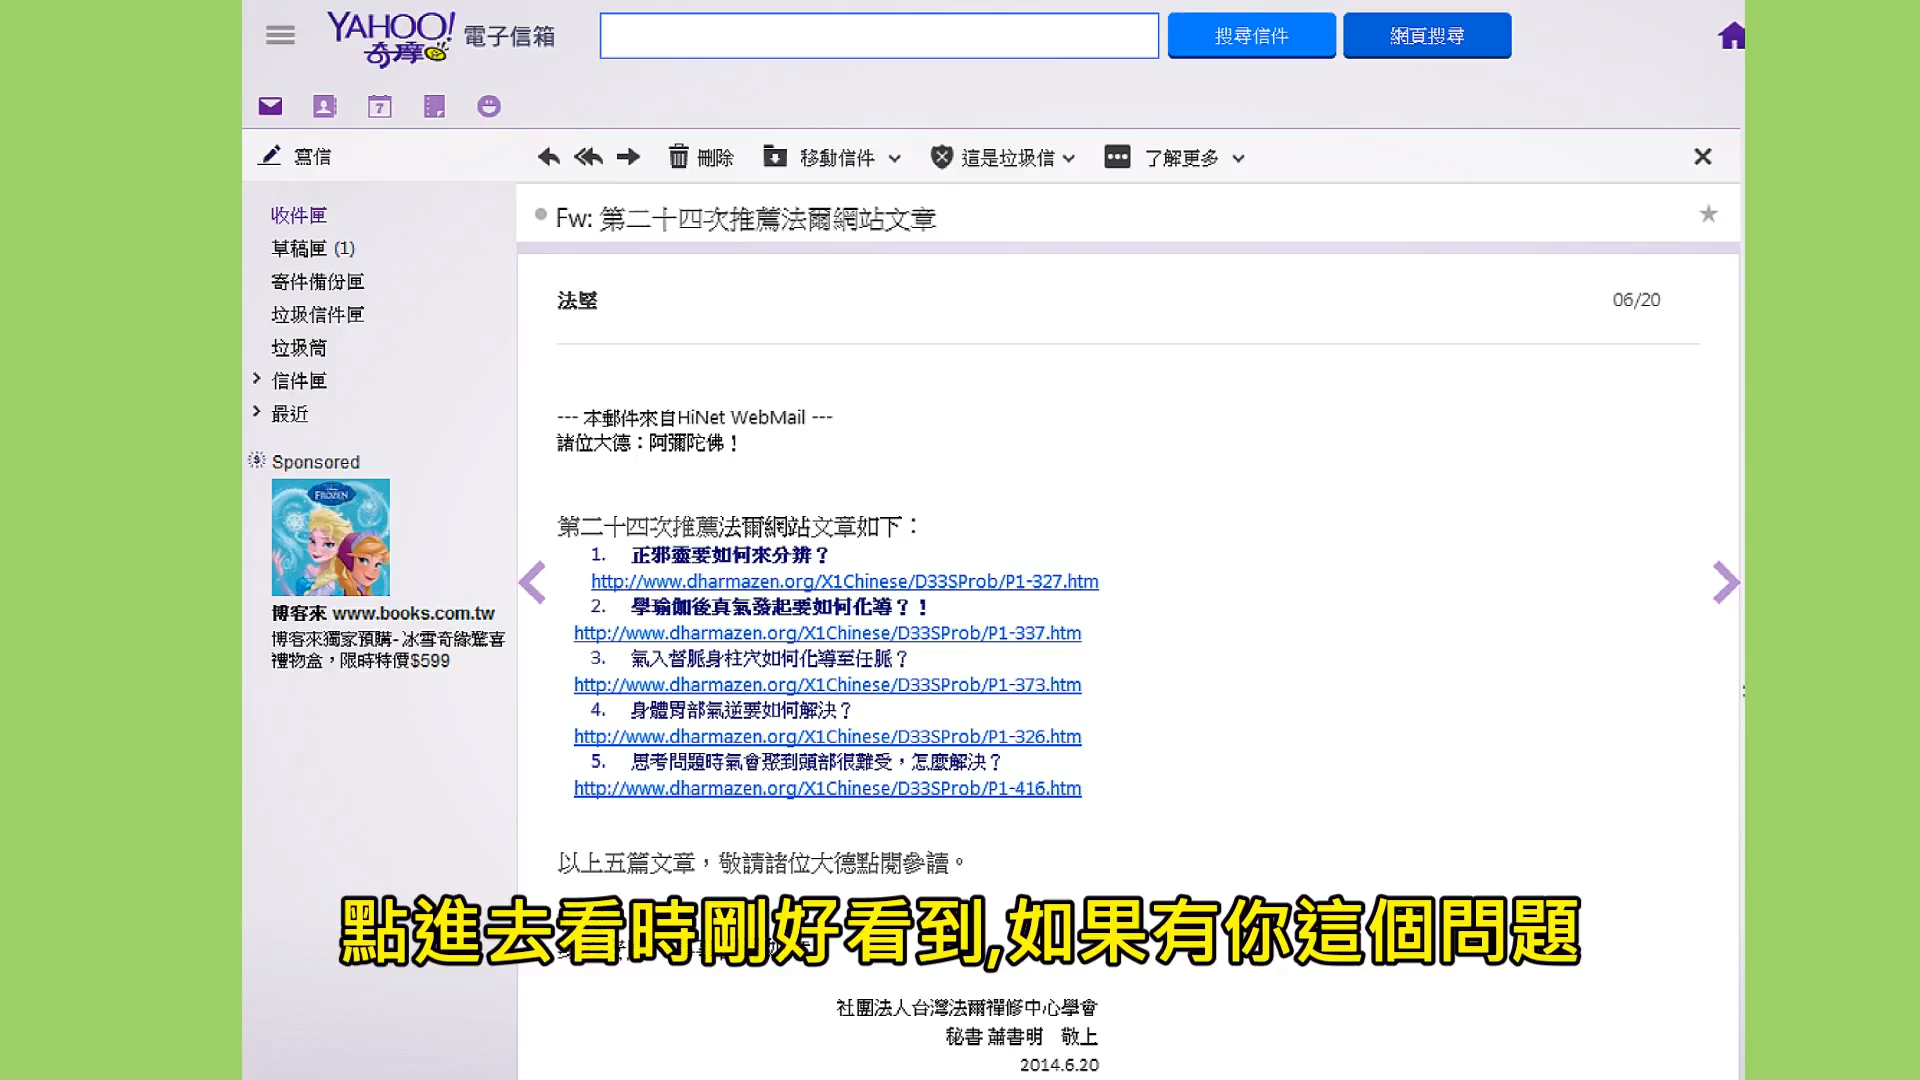 YAHOO!
奇摩
電子信箱
搜尋信件
網頁搜尋
7
寫信
刪除
移動信件
這是垃圾信
了解更多
收件匣
草稿匣 (1)
寄件備份匣
垃圾信件匣
垃圾筒
信件匣
最近
Sponsored
FROZEN
博客來 www.books.com.tw
博客來獨家預購-冰雪奇緣驚喜
禮物盒，限時特價$599
Fw: 第二十四次推薦法爾網站文章
法堅
06/20
--- 本郵件來自HiNet WebMail ---
諸位大德：阿彌陀佛！
第二十四次推薦法爾網站文章如下：
1. 正邪靈要如何來分辨？
http://www.dharmazen.org/X1Chinese/D33SProb/P1-327.htm
2. 學瑜伽後真氣發起要如何化導？！
http://www.dharmazen.org/X1Chinese/D33SProb/P1-337.htm
3. 氣入督脈身柱穴如何化導至任脈？
http://www.dharmazen.org/X1Chinese/D33SProb/P1-373.htm
4. 身體胃部氣逆要如何解決？
http://www.dharmazen.org/X1Chinese/D33SProb/P1-326.htm
5. 思考問題時氣會聚到頭部很難受，怎麼解決？
http://www.dharmazen.org/X1Chinese/D33SProb/P1-416.htm
以上五篇文章，敬請諸位大德點閱參讀。
點進去看時剛好看到,如果有你這個問題
社團法人台灣法爾禪修中心學會
秘書 蕭書明 敬上
2014.6.20